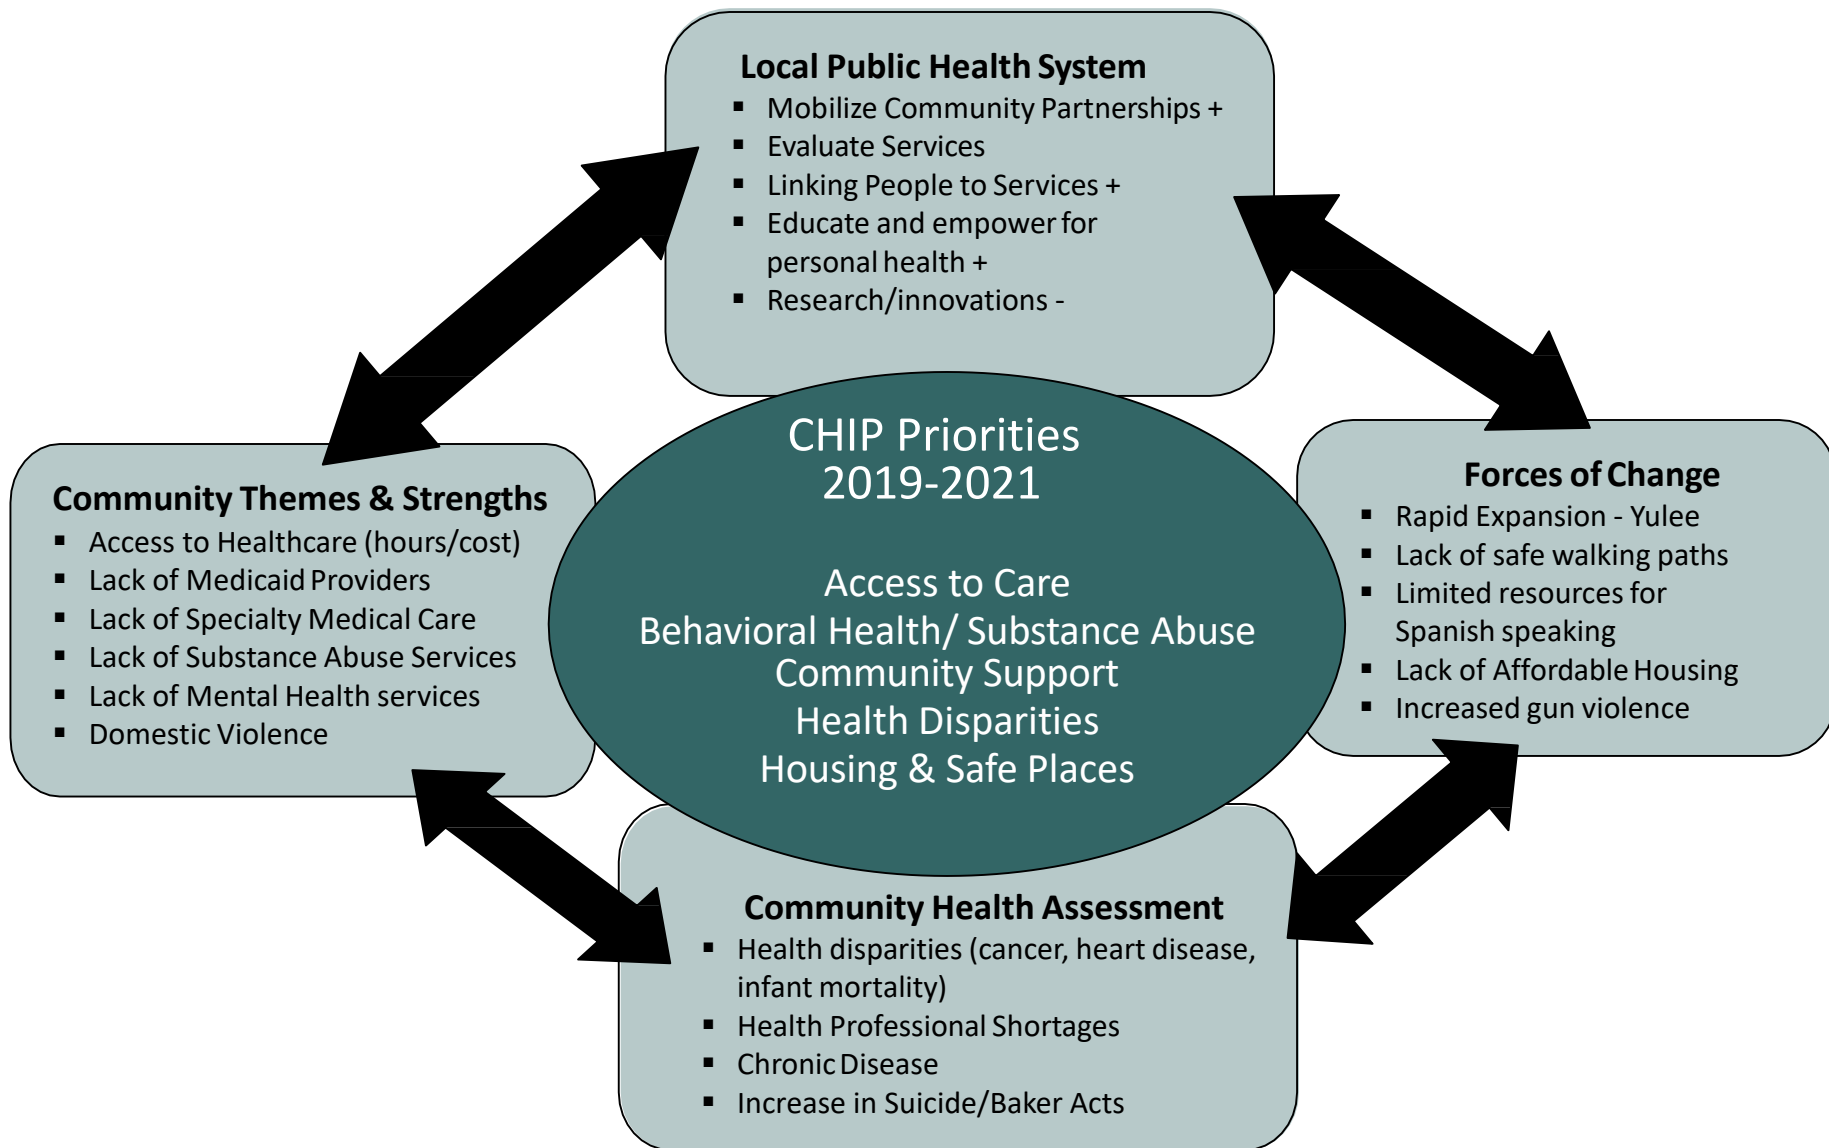 Local Public Health System
▪ Mobilize Community Partnerships +
▪ Evaluate Services
▪ Linking People to Services +
▪ Educate and empower for
personal health +
▪ Research/innovations -
CHIP Priorities
2019-2021
Access to Care
Behavioral Health/ Substance Abuse
Community Support
Health Disparities
Housing & Safe Places
Community Themes & Strengths
▪ Access to Healthcare (hours/cost)
▪ Lack of Medicaid Providers
▪ Lack of Specialty Medical Care
▪ Lack of Substance Abuse Services
▪ Lack of Mental Health services
▪ Domestic Violence
Forces of Change
▪ Rapid Expansion - Yulee
▪ Lack of safe walking paths
▪ Limited resources for
Spanish speaking
▪ Lack of Affordable Housing
▪ Increased gun violence
Community Health Assessment
▪ Health disparities (cancer, heart disease,
infant mortality)
▪ Health Professional Shortages
▪ Chronic Disease
▪ Increase in Suicide/Baker Acts